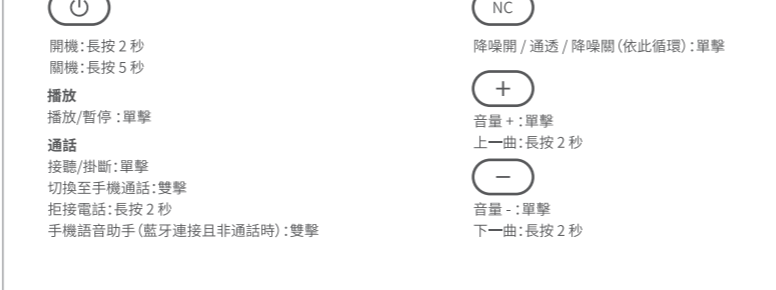 開機：長按 2 秒
關機：長按 5 秒
播放
播放/暫停 ：單擊
通話
接聽/掛斷：單擊
切換至手機通話：雙擊
拒接電話：長按 2 秒
手機語音助手（藍牙連接且非通話時）：雙擊
NC
降噪開 / 通透 / 降噪關（依此循環）：單擊
+
音量 + ：單擊
上一曲：長按 2 秒
−
音量 - ：單擊
下一曲：長按 2 秒